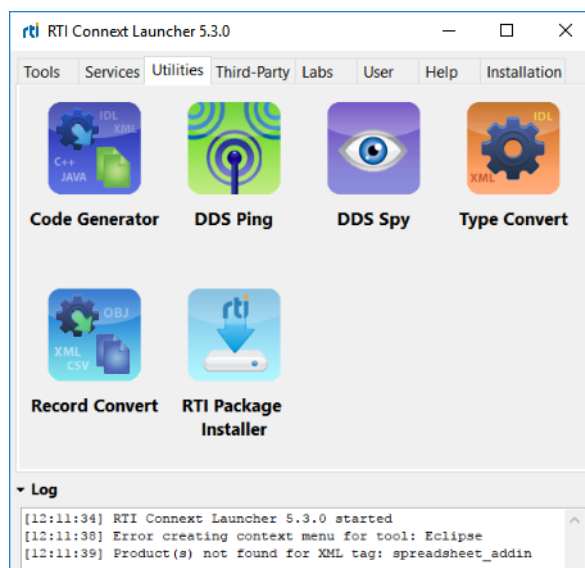 rti RTI Connext Launcher 5.3.0
Tools Services Utilities Third-Party Labs User Help Installation
IDL
XML
C++
JAVA
IDL
XML
Code Generator DDS Ping DDS Spy Type Convert
OBJ
XML
CSV
rti
Record Convert RTI Package
Installer
Log
[12:11:34] RTI Connext Launcher 5.3.0 started
[12:11:38] Error creating context menu for tool: Eclipse
[12:11:39] Product(s) not found for XML tag: spreadsheet_addin